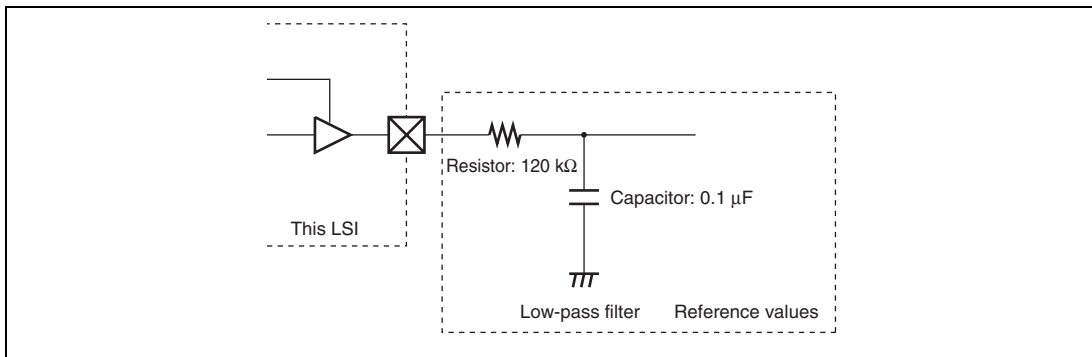 Resistor: 120 kΩ
Capacitor: 0.1 μF
This LSI
Low-pass filter
Reference values